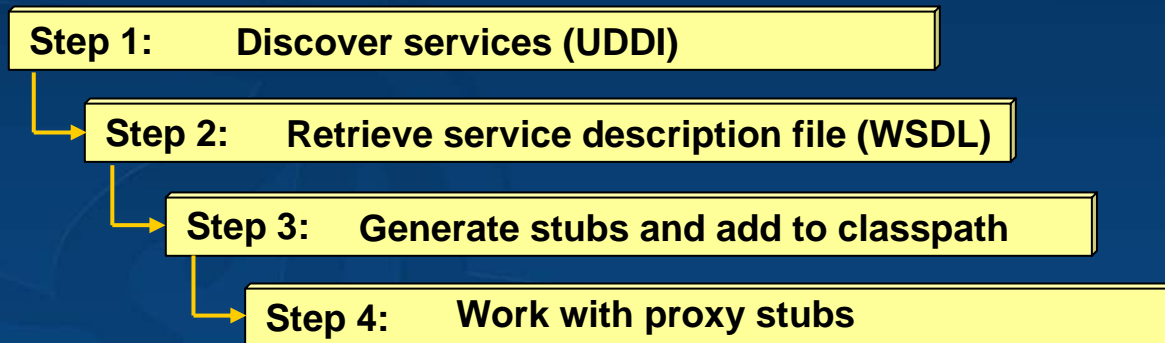 Step 1: Discover services (UDDI)
Step 2: Retrieve service description file (WSDL)
Step 3: Generate stubs and add to classpath
Step 4: Work with proxy stubs